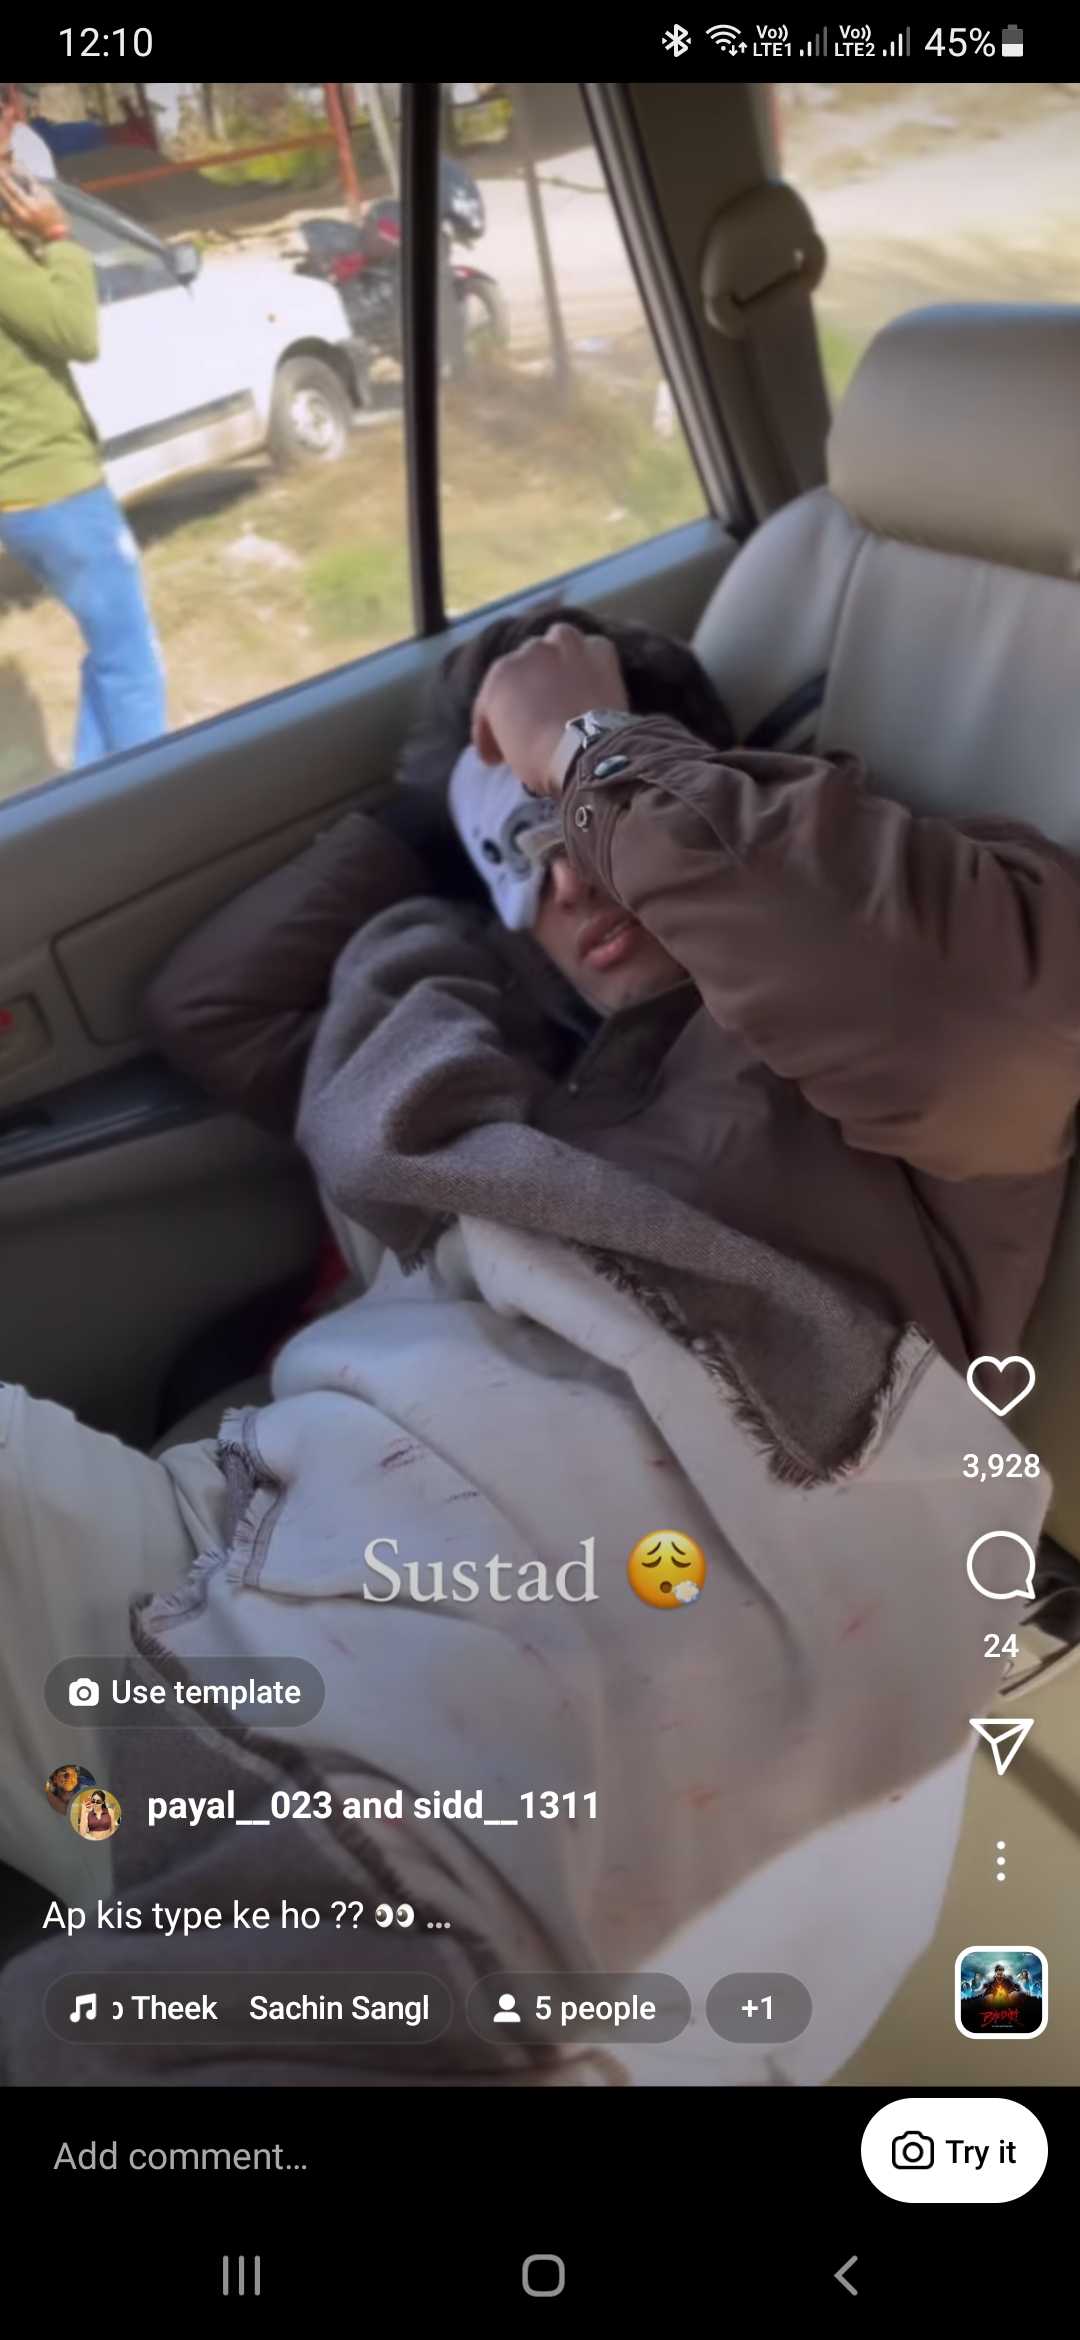 12:10
Vo)) LTE1 Vo)) LTE2 45%
3,928
Sustad 😮‍💨
24
Use template
payal__023 and sidd__1311
Ap kis type ke ho ?? 👀 ...
Theek Sachin Sangl
5 people
+1
Add comment...
Try it